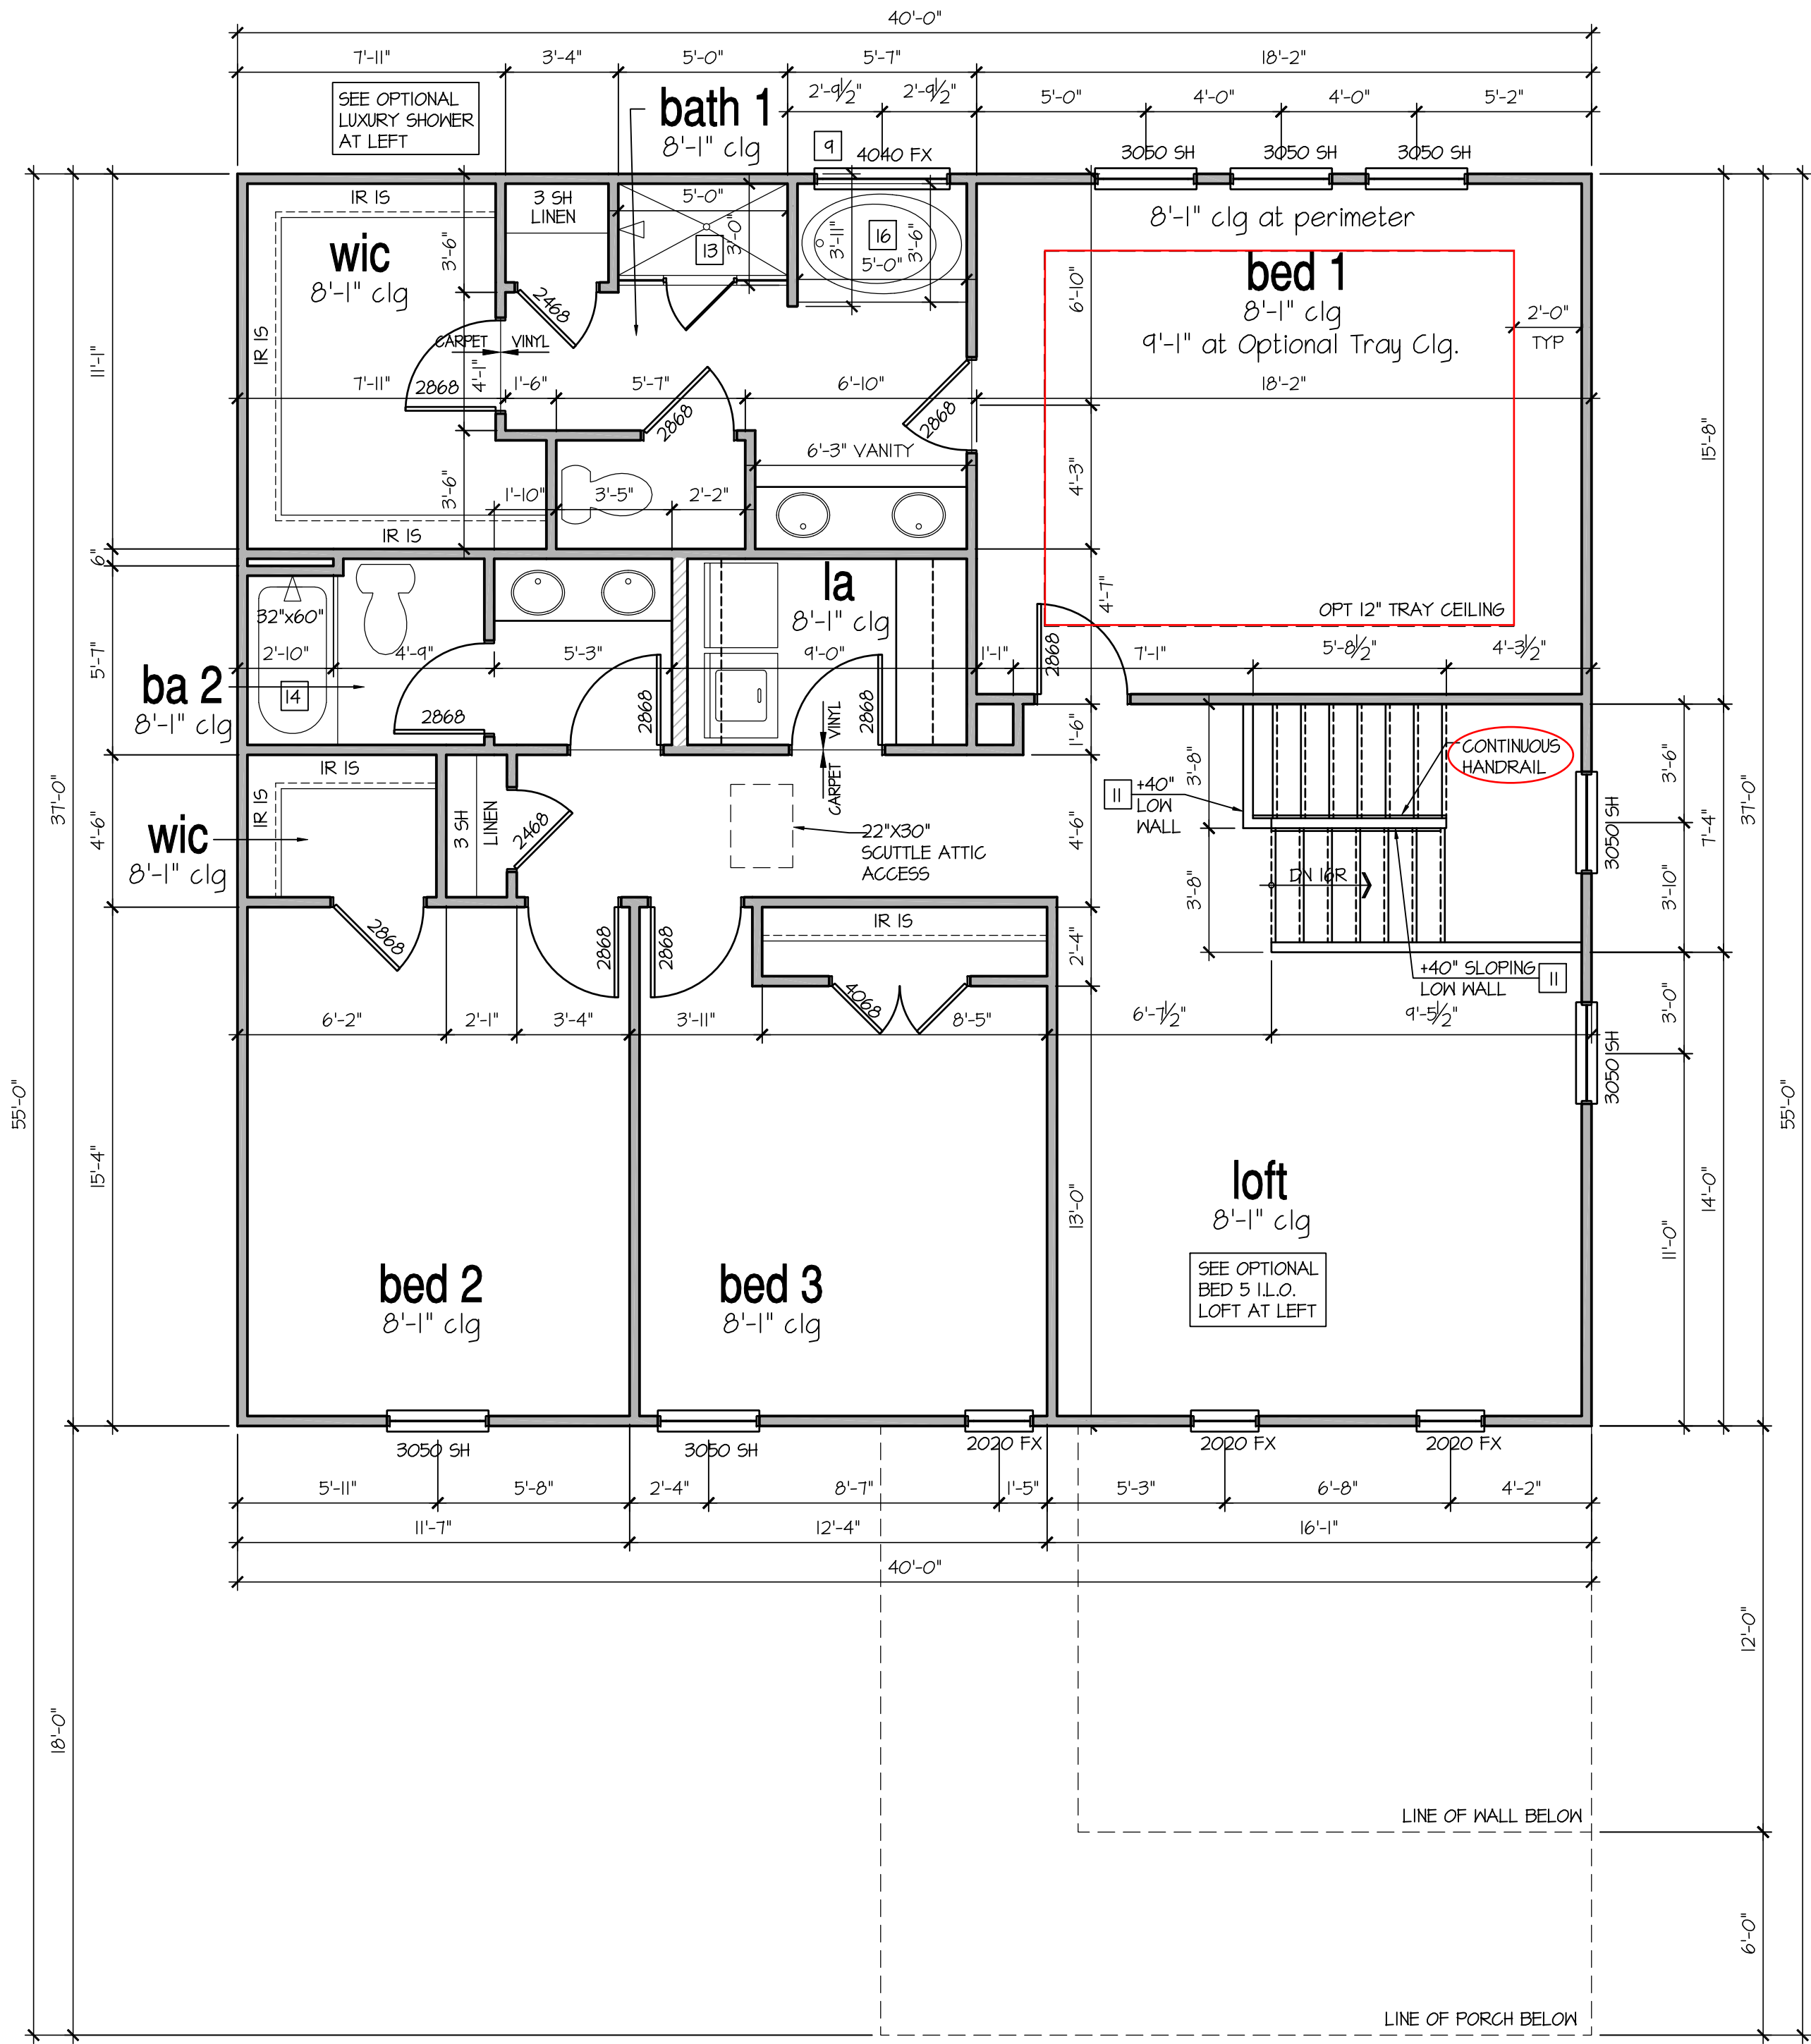 40'-0"
7'-11" 3'-4" 5'-0" 5'-7" 18'-2"
SEE OPTIONAL
LUXURY SHOWER
AT LEFT
bath 1
8'-1" clg
2'-9 1/2" 2'-9 1/2" 5'-0" 4'-0" 4'-0" 5'-2"
9
4040 FX
3050 SH 3050 SH 3050 SH
IR IS
3 SH
LINEN
5'-0"
13
3'-0"
3'-11"
16
3'-6"
5'-0"
8'-1" clg at perimeter
wic
8'-1" clg
3'-6"
IR IS
2468
bed 1
8'-1" clg
9'-1" at Optional Tray Clg.
6'-10"
2'-0"
TYP
CARPET VINYL
11'-1"
7'-11" 2868 4'-1" 1'-6" 5'-7" 6'-10" 18'-2"
2868
2868
15'-8"
6'-3" VANITY
3'-6"
1'-10" 3'-5" 2'-2"
4'-3"
IR IS
6"
la
8'-1" clg
4'-7"
OPT 12" TRAY CEILING
32"x60"
2'-10" 4'-9" 5'-3" 9'-0" 1'-1" 2868 7'-1" 5'-8 1/2" 4'-3 1/2"
5'-7"
ba 2
8'-1" clg
14
2868
2868
2868
VINYL
CARPET
1'-6"
3'-8"
CONTINUOUS
HANDRAIL
3'-6"
IR IS
IR IS
wic
8'-1" clg
3 SH
LINEN
2468
22"X30"
SCUTTLE ATTIC
ACCESS
4'-6"
4'-6"
11
+40"
LOW
WALL
3'-8"
DN 16R
3050 SH
7'-4"
37'-0"
37'-0"
3'-10"
2868
2868
2868
IR IS
2'-4"
4068
+40" SLOPING
LOW WALL
11
3'-0"
6'-2" 2'-1" 3'-4" 3'-11" 8'-5" 6'-7 1/2" 9'-5 1/2"
3050 SH
55'-0"
55'-0"
15'-4"
13'-0"
loft
8'-1" clg
14'-0"
11'-0"
SEE OPTIONAL
BED 5 I.L.O.
LOFT AT LEFT
bed 2
8'-1" clg
bed 3
8'-1" clg
3050 SH 3050 SH 2020 FX 2020 FX 2020 FX
5'-11" 5'-8" 2'-4" 8'-7" 1'-5" 5'-3" 6'-8" 4'-2"
11'-7" 12'-4" 16'-1"
40'-0"
12'-0"
18'-0"
LINE OF WALL BELOW
6'-0"
LINE OF PORCH BELOW